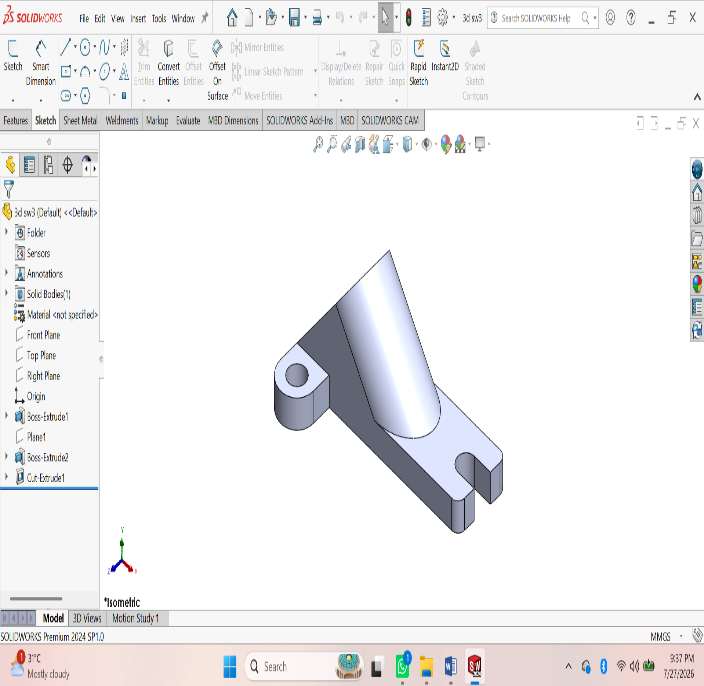 SOLIDWORKS File Edit View Insert Tools Window 3d sw3 Search SOLIDWORKS Help
Sketch Smart Dimension Trim Entities Convert Entities Offset Entities Offset On Surface Mirror Entities Linear Sketch Pattern Move Entities Display/Delete Relations Repair Sketch Quick Snaps Rapid Sketch Instant2D Shaded Sketch Contours
Features Sketch Sheet Metal Weldments Markup Evaluate MBD Dimensions SOLIDWORKS Add-Ins MBD SOLIDWORKS CAM
3d sw3 (Default) <<Default>
Folder
Sensors
Annotations
Solid Bodies(1)
Material <not specified>
Front Plane
Top Plane
Right Plane
Origin
Boss-Extrude1
Plane1
Boss-Extrude2
Cut-Extrude1
Y
Z X
*Isometric
Model 3D Views Motion Study 1
SOLIDWORKS Premium 2024 SP1.0 MMGS
1 31°C
Mostly cloudy
Search
1
9:37 PM
7/27/2026